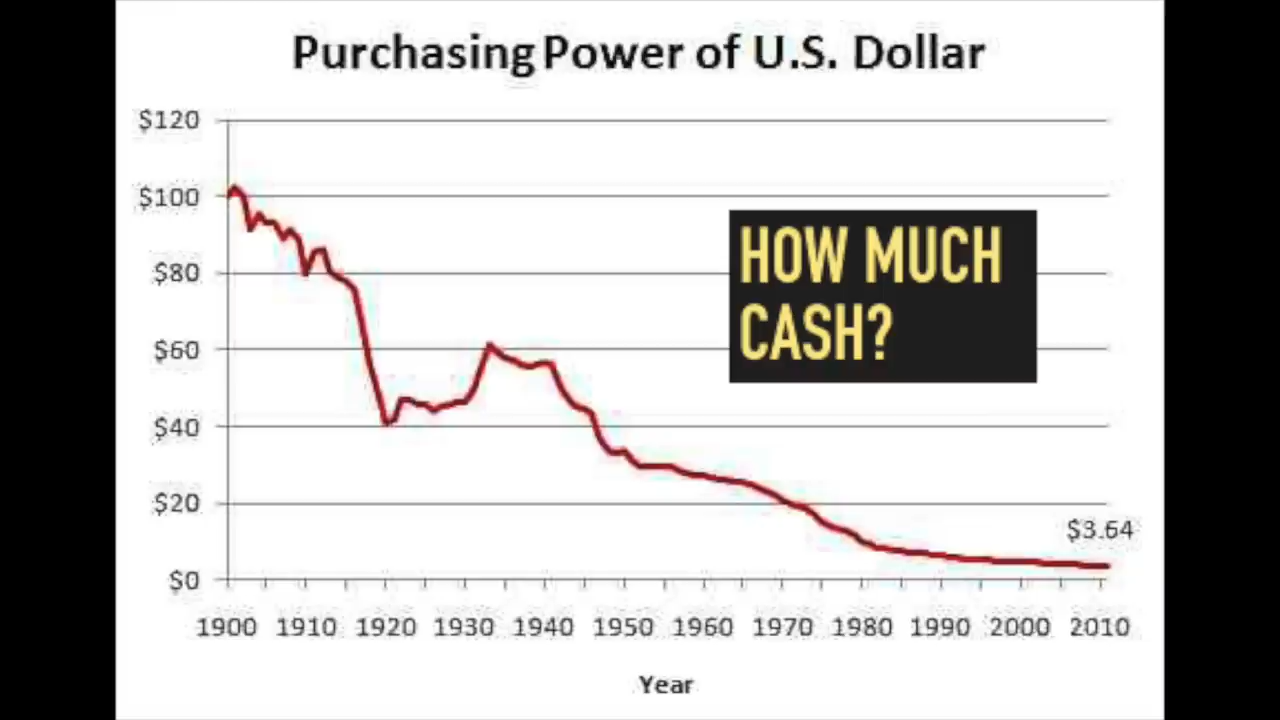 Purchasing Power of U.S. Dollar
$120
$100
$80
$60
$40
$20
$0
HOW MUCH
CASH?
$3.64
1900 1910 1920 1930 1940 1950 1960 1970 1980 1990 2000 2010
Year